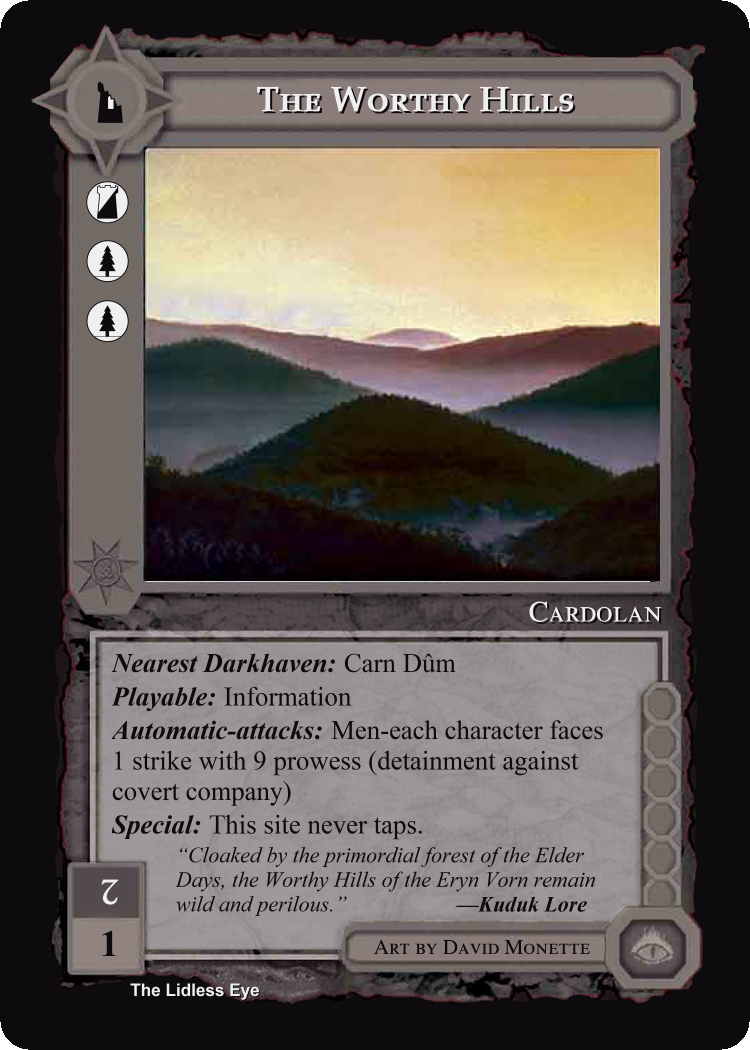 The Worthy Hills
Cardolan
Nearest Darkhaven: Carn Dûm
Playable: Information
Automatic-attacks: Men-each character faces
1 strike with 9 prowess (detainment against
covert company)
Special: This site never taps.
“Cloaked by the primordial forest of the Elder
Days, the Worthy Hills of the Eryn Vorn remain
wild and perilous.” —Kuduk Lore
2
1
Art by David Monette
The Lidless Eye